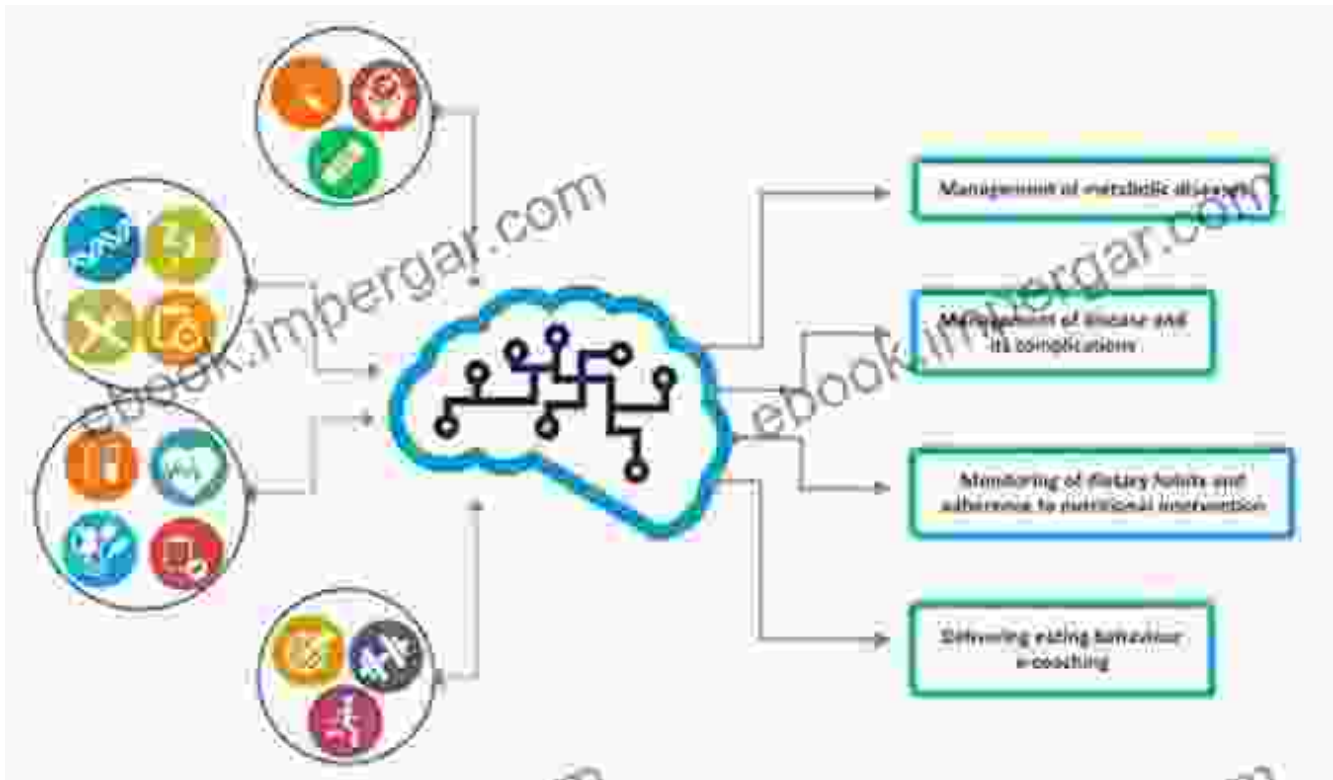 Management of metabolic diseases
Management of disease and
its complications
Monitoring of dietary habits and
adherence to nutritional intervention
Delivering eating behaviour
e-coaching
ebook.impergar.com
ebook.impergar.com